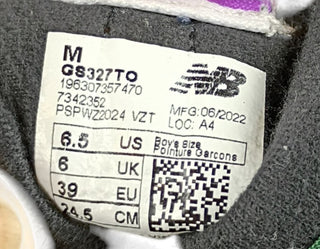 M
GS327TO
196307357470
7342352
PSPWZ2024 VZT
MFG:06/2022
LOC: A4
6.5 US
Boys Size
Pointure Garcons
6 UK
39 EU
24.5 CM